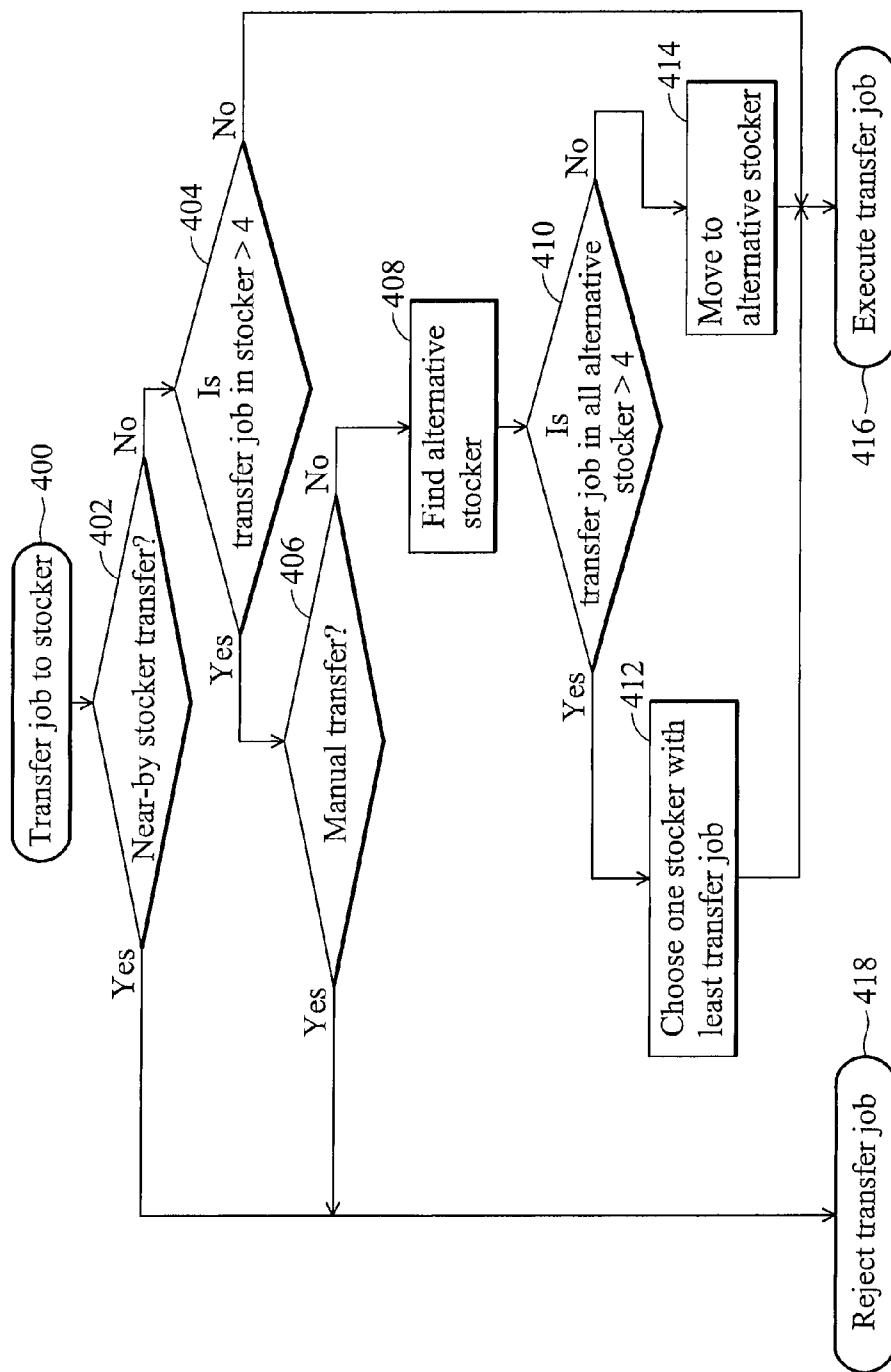 Transfer job to stocker
400
402
Near-by stocker transfer?
Yes
No
404
Is
transfer job in stocker > 4
Yes
No
406
Manual transfer?
Yes
No
408
Find alternative
stocker
410
Is
transfer job in all alternative
stocker > 4
Yes
No
412
Choose one stocker with
least transfer job
414
Move to
alternative stocker
416
Execute transfer job
418
Reject transfer job